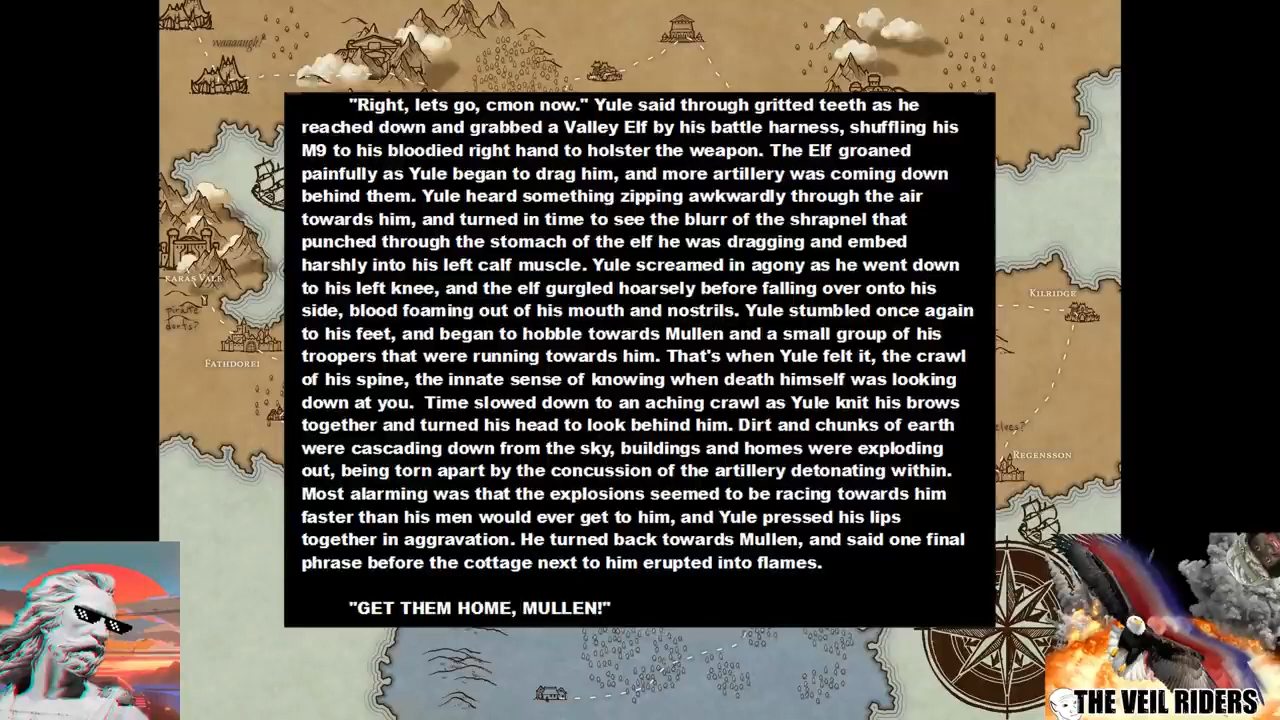 waaaaugh!
"Right, lets go, cmon now." Yule said through gritted teeth as he
reached down and grabbed a Valley Elf by his battle harness, shuffling his
M9 to his bloodied right hand to holster the weapon. The Elf groaned
painfully as Yule began to drag him, and more artillery was coming down
behind them. Yule heard something zipping awkwardly through the air
towards him, and turned in time to see the blurr of the shrapnel that
punched through the stomach of the elf he was dragging and embed
harshly into his left calf muscle. Yule screamed in agony as he went down
to his left knee, and the elf gurgled hoarsely before falling over onto his
side, blood foaming out of his mouth and nostrils. Yule stumbled once again
to his feet, and began to hobble towards Mullen and a small group of his
troopers that were running towards him. That's when Yule felt it, the crawl
of his spine, the innate sense of knowing when death himself was looking
down at you.  Time slowed down to an aching crawl as Yule knit his brows
together and turned his head to look behind him. Dirt and chunks of earth
were cascading down from the sky, buildings and homes were exploding
out, being torn apart by the concussion of the artillery detonating within.
Most alarming was that the explosions seemed to be racing towards him
faster than his men would ever get to him, and Yule pressed his lips
together in aggravation. He turned back towards Mullen, and said one final
phrase before the cottage next to him erupted into flames.
"GET THEM HOME, MULLEN!"
KARAS VALE
pirate
dorfs?
FATHDOREI
KILRIDGE
elves?
REGENSSON
THE VEIL RIDERS